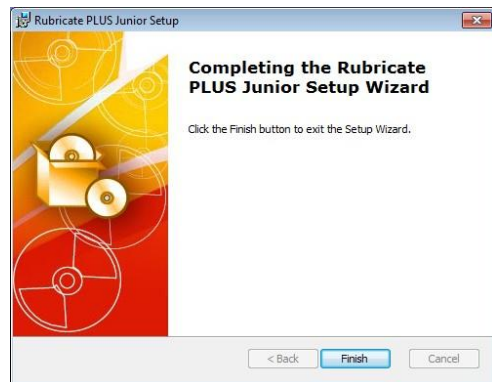 Rubricate PLUS Junior Setup
Completing the Rubricate
PLUS Junior Setup Wizard
Click the Finish button to exit the Setup Wizard.
< Back
Finish
Cancel